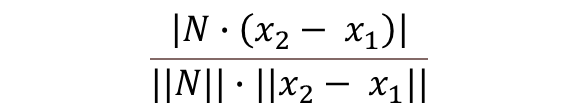 |N · (x₂ − x₁)|
||N|| · ||x₂ − x₁||